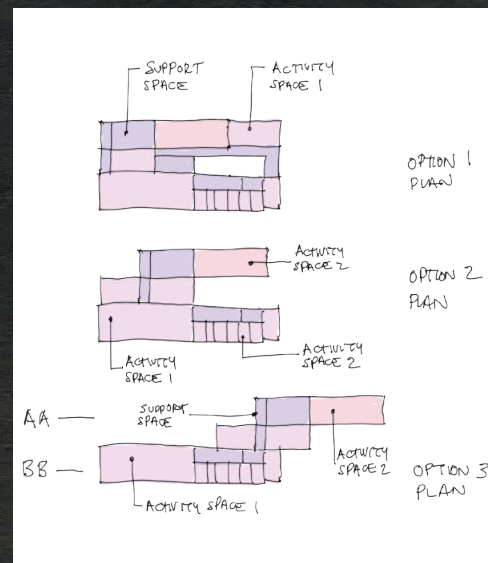 SUPPORT
SPACE
ACTIVITY
SPACE 1
OPTION 1
PLAN
ACTIVITY
SPACE 2
OPTION 2
PLAN
ACTIVITY
SPACE 1
ACTIVITY
SPACE 2
AA
SUPPORT
SPACE
BB
ACTIVITY
SPACE 2
OPTION 3
PLAN
ACTIVITY SPACE 1